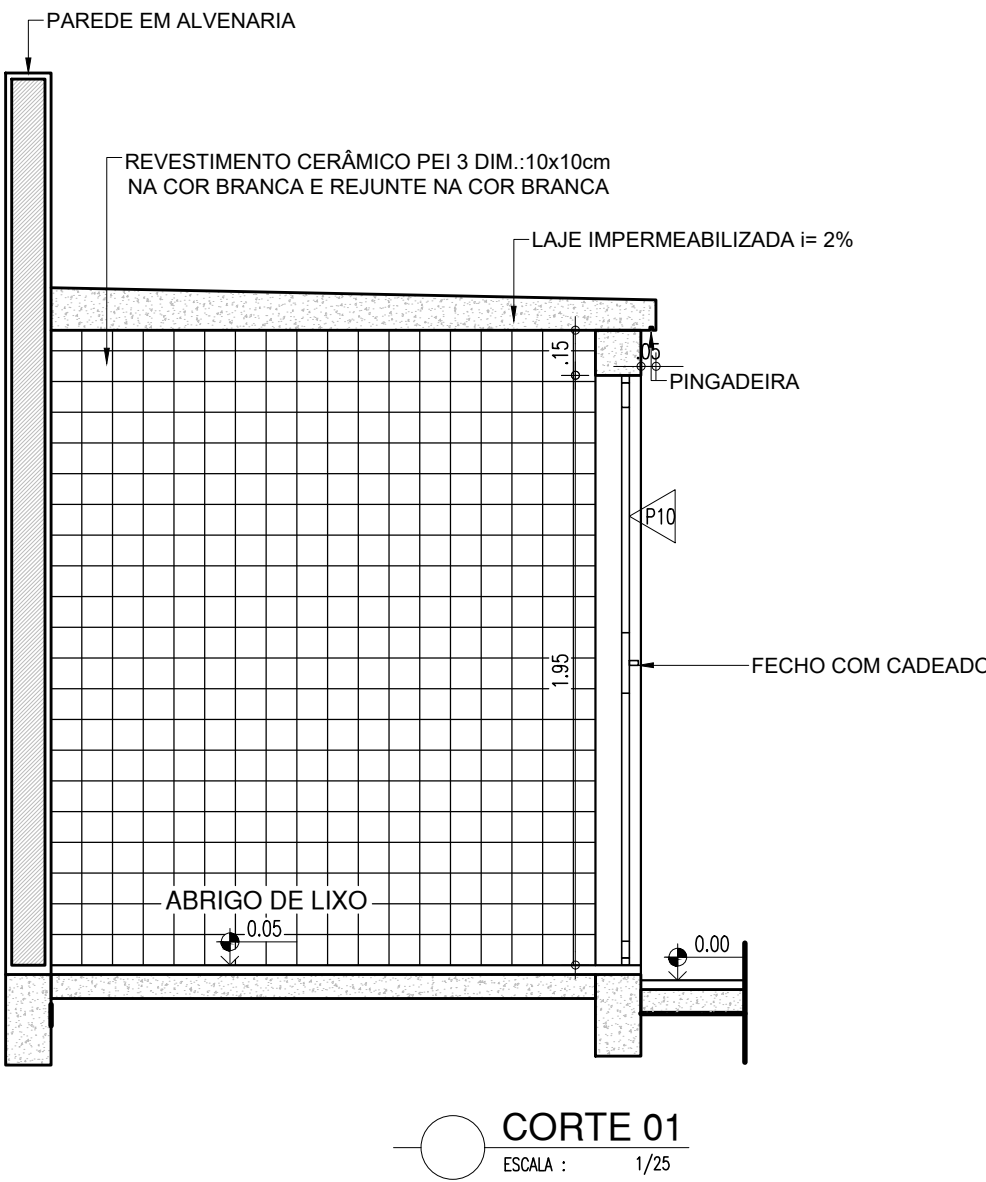 PAREDE EM ALVENARIA
REVESTIMENTO CERÂMICO PEI 3 DIM.:10x10cm
NA COR BRANCA E REJUNTE NA COR BRANCA
LAJE IMPERMEABILIZADA i= 2%
.15
.05
PINGADEIRA
P10
1.95
FECHO COM CADEADO
ABRIGO DE LIXO
0.05
0.00
CORTE 01
ESCALA : 1/25